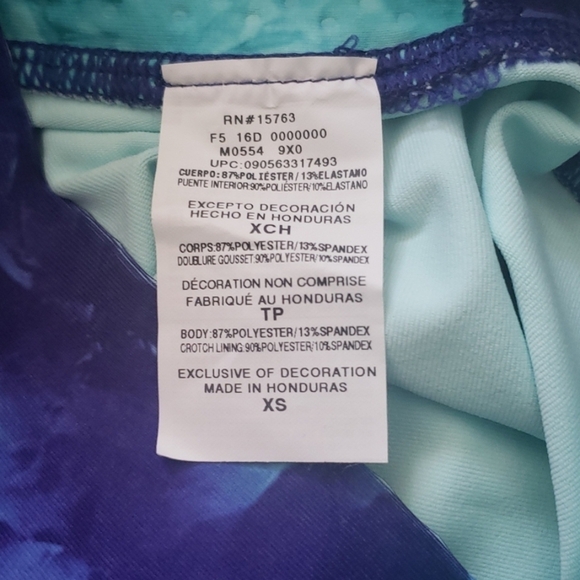 RN#15763
F5 16D 0000000
M0554 9X0
UPC:090563317493
CUERPO:87%POLIÉSTER/13%ELASTANO
PUENTE INTERIOR:90%POLIÉSTER/10%ELASTANO
EXCEPTO DECORACIÓN
HECHO EN HONDURAS
XCH
CORPS:87%POLYESTER/13%SPANDEX
DOUBLURE GOUSSET:90%POLYESTER/10%SPANDEX
DÉCORATION NON COMPRISE
FABRIQUÉ AU HONDURAS
TP
BODY:87%POLYESTER/13%SPANDEX
CROTCH LINING:90%POLYESTER/10%SPANDEX
EXCLUSIVE OF DECORATION
MADE IN HONDURAS
XS